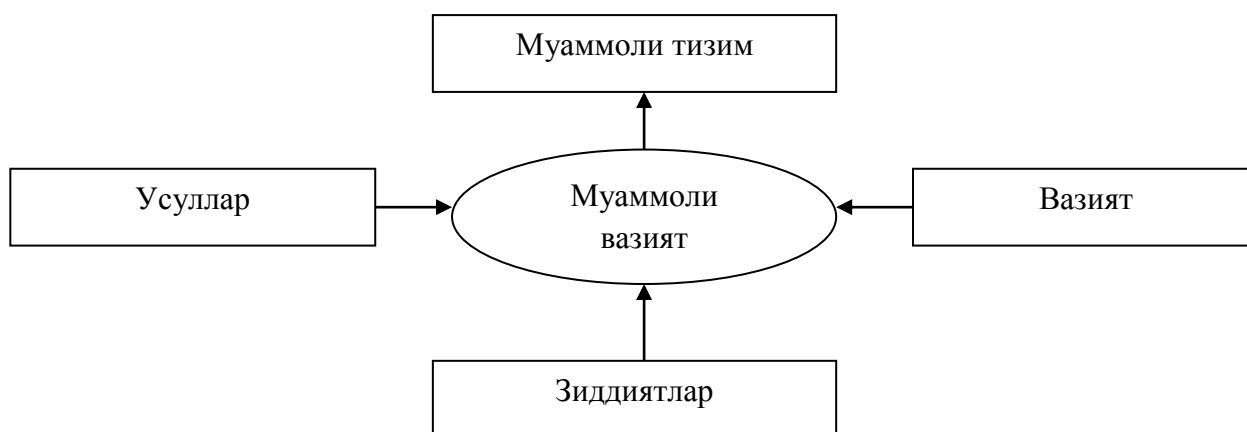 Муаммоли тизим
Усуллар
Муаммоли
вазият
Вазият
Зиддиятлар